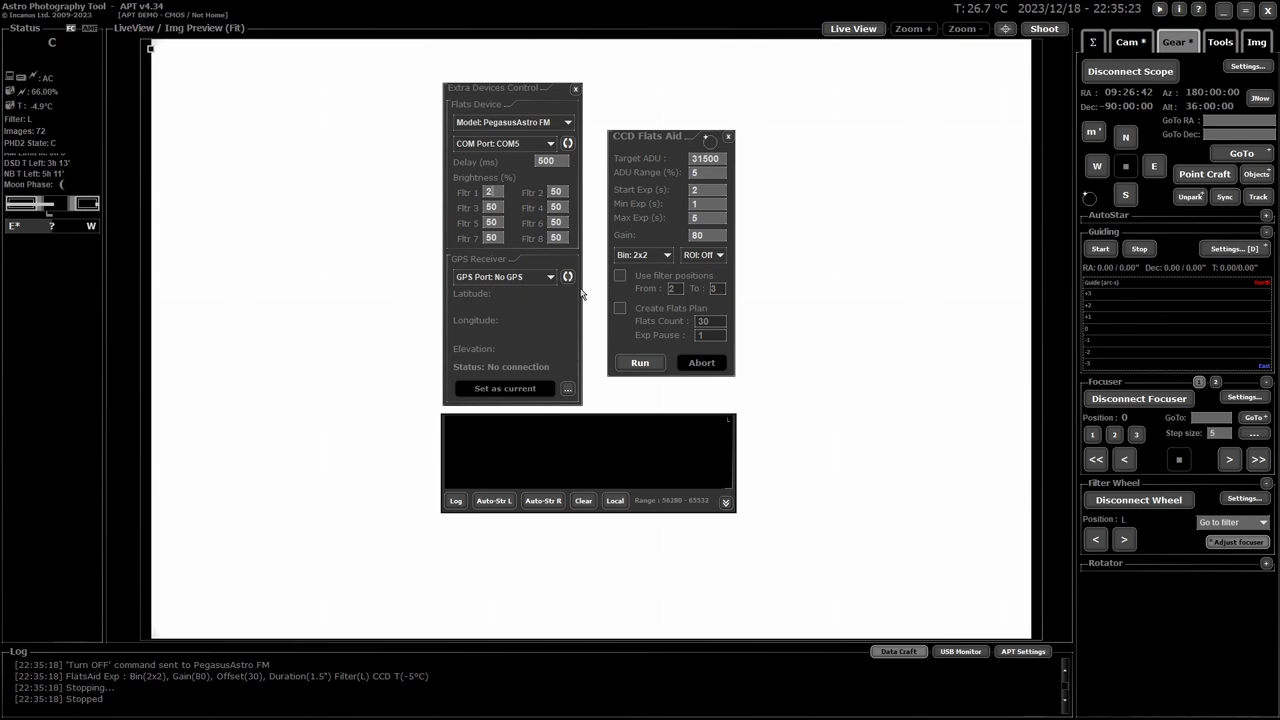 Astro Photography Tool - APT v4.34
© Incanus Ltd. 2009-2023
[APT DEMO - CMOS / Not Home]
T: 26.7 ºC 2023/12/18 - 22:35:23
Status
EC
C
: AC
: 66.00%
T : -4.9°C
Filter: L
Images: 72
PHD2 State: C
DSD T Left: 3h 13'
NB T Left: 5h 11'
Moon Phase:
E* ? W
LiveView / Img Preview (Fit)
Live View
Zoom +
Zoom -
Shoot
Extra Devices Control
x
Flats Device
Model: PegasusAstro FM
COM Port: COM5
Delay (ms) 500
Brightness (%)
Fltr 1 2 Fltr 2 50
Fltr 3 50 Fltr 4 50
Fltr 5 50 Fltr 6 50
Fltr 7 50 Fltr 8 50
GPS Receiver
GPS Port: No GPS
Latitude:
Longitude:
Elevation:
Status: No connection
Set as current ...
CCD Flats Aid
x
Target ADU : 31500
ADU Range (%): 5
Start Exp (s): 2
Min Exp (s): 1
Max Exp (s): 5
Gain: 80
Bin: 2x2 ROI: Off
Use filter positions
From : 2 To : 3
Create Flats Plan
Flats Count : 30
Exp Pause : 1
Run Abort
L
Log Auto-Str L Auto-Str R Clear Local Range : 56280 - 65532
Σ Cam * Gear * Tools Img
Disconnect Scope Settings...
RA : 09:26:42 Az : 180:00:00
Dec: -90:00:00 Alt : 36:00:00
JNow
GoTo RA :
GoTo Dec:
m' N
W E
S
GoTo +
Point Craft Objects
Unpark Sync Track
AutoStar
Guiding
Start Stop Settings... [D]
RA: 0.00 / 0.00" Dec: 0.00 / 0.00" T: 0.00/0.00"
Guide (arc-s) North
+3
+2
+1
0
-1
-2
-3 East
Focuser 1 2
Disconnect Focuser Settings...
Position : 0 GoTo: GoTo +
1 2 3 Step size: 5 ...
<< < > >>
Filter Wheel
Disconnect Wheel Settings...
Position : L Go to filter
< > * Adjust focuser
Rotator
Log
Data Craft USB Monitor APT Settings
[22:35:18] 'Turn OFF' command sent to PegasusAstro FM
[22:35:18] FlatsAid Exp : Bin(2x2), Gain(80), Offset(30), Duration(1.5") Filter(L) CCD T(-5ºC)
[22:35:18] Stopping...
[22:35:18] Stopped